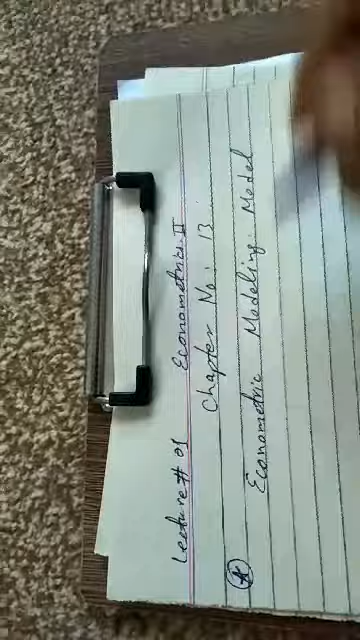 Lecture # 01 Econometrics II
Chapter No: 13
Econometric Modeling: Model